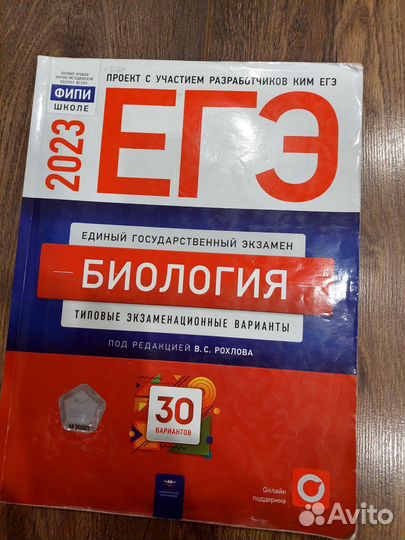 ПРОЕКТ С УЧАСТИЕМ РАЗРАБОТЧИКОВ КИМ ЕГЭ
ФИПИ
ШКОЛЕ
2023
ЕГЭ
ЕДИНЫЙ ГОСУДАРСТВЕННЫЙ ЭКЗАМЕН
БИОЛОГИЯ
ТИПОВЫЕ ЭКЗАМЕНАЦИОННЫЕ ВАРИАНТЫ
ПОД РЕДАКЦИЕЙ В.С. РОХЛОВА
30
ВАРИАНТОВ
Онлайн
поддержка
Avito